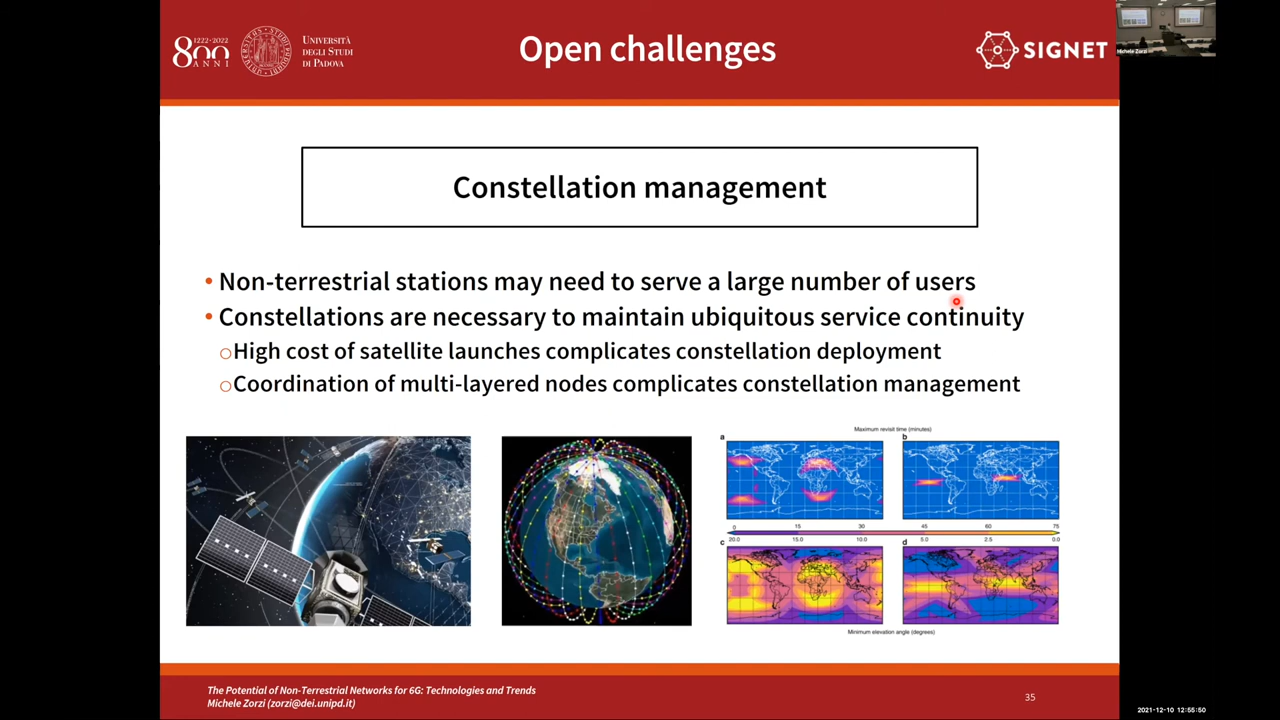 1222-2022
800
ANNI
UNIVERSITÀ
DEGLI STUDI
DI PADOVA
Open challenges
SIGNET
Michele Zorzi
Constellation management
• Non-terrestrial stations may need to serve a large number of users
• Constellations are necessary to maintain ubiquitous service continuity
○High cost of satellite launches complicates constellation deployment
○Coordination of multi-layered nodes complicates constellation management
Maximum revisit time (minutes)
a
b
0 15 30 45 60 75
20.0 15.0 10.0 5.0 2.5 0.0
c
d
Minimum elevation angle (degrees)
The Potential of Non-Terrestrial Networks for 6G: Technologies and Trends
Michele Zorzi (zorzi@dei.unipd.it)
35
2021-12-10 12:55:50